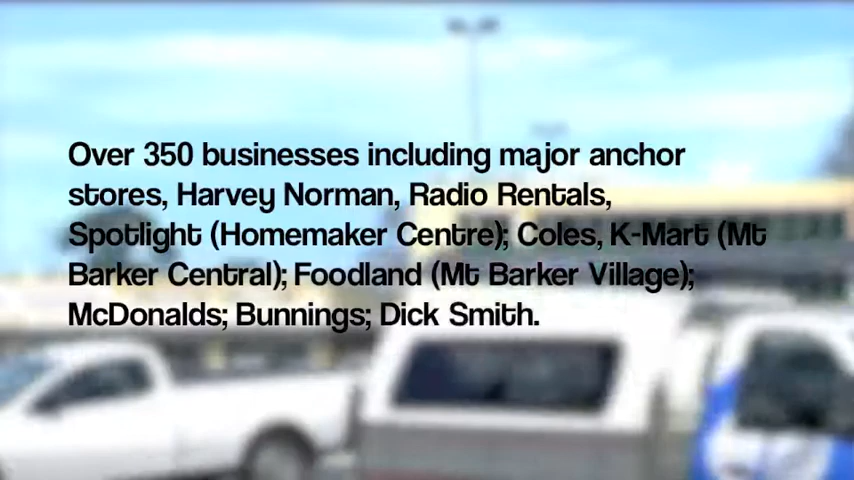 Over 350 businesses including major anchor
stores, Harvey Norman, Radio Rentals,
Spotlight (Homemaker Centre); Coles, K-Mart (Mt
Barker Central); Foodland (Mt Barker Village);
McDonalds; Bunnings; Dick Smith.